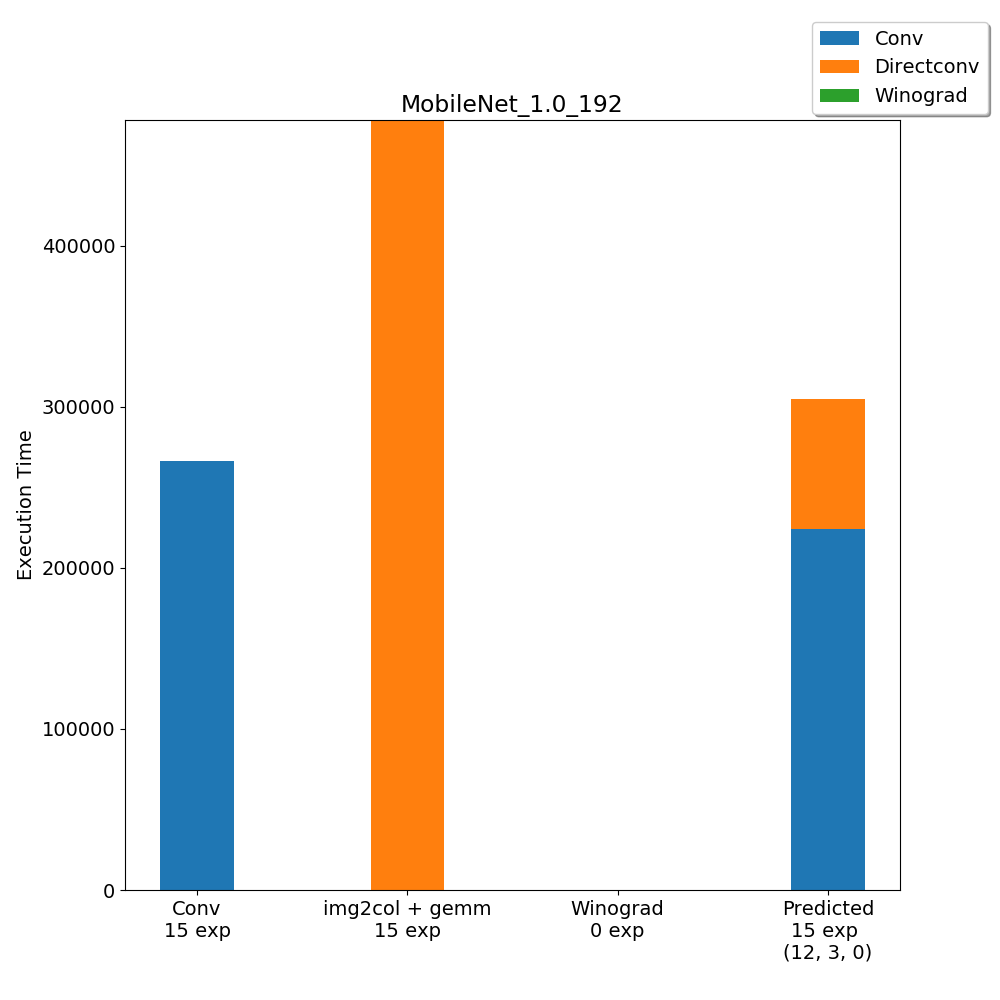 Conv
Directconv
Winograd
MobileNet_1.0_192
Execution Time
400000
300000
200000
100000
0
Conv
15 exp
img2col + gemm
15 exp
Winograd
0 exp
Predicted
15 exp
(12, 3, 0)